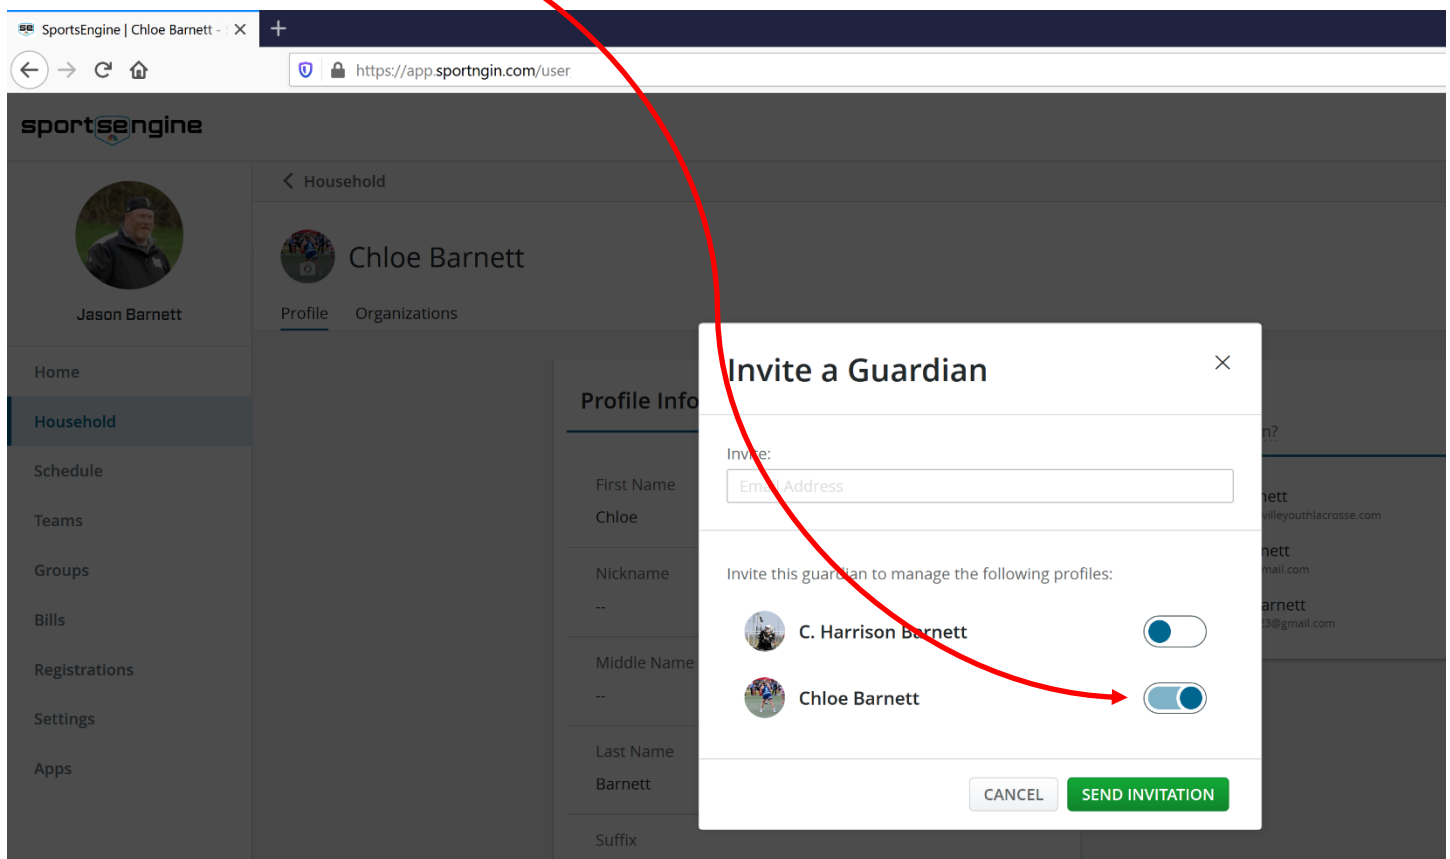 SportsEngine | Chloe Barnett -
https://app.sportngin.com/user
sportsengine
Jason Barnett
Home
Household
Schedule
Teams
Groups
Bills
Registrations
Settings
Apps
Household
Chloe Barnett
Profile Organizations
Profile Info
First Name
Chloe
Nickname
--
Middle Name
--
Last Name
Barnett
Suffix
Invite a Guardian
Invite:
Email Address
Invite this guardian to manage the following profiles:
C. Harrison Barnett
Chloe Barnett
CANCEL SEND INVITATION
n?
nett
villeyouthlacrosse.com
nett
mail.com
arnett
@gmail.com